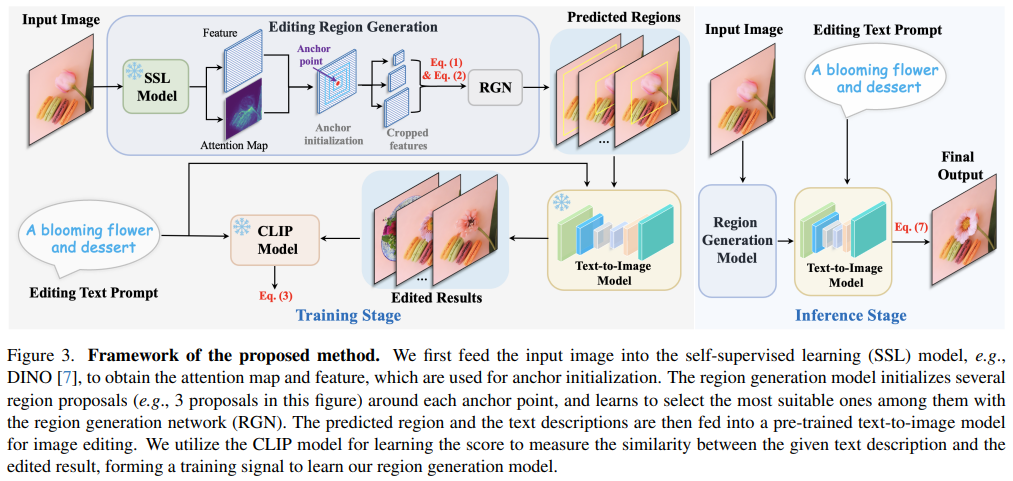 Input Image
Editing Region Generation
SSL
Model
Feature
Attention Map
Anchor
point
Anchor
initialization
Cropped
features
Eq. (1)
& Eq. (2)
RGN
Predicted Regions
...
A blooming flower
and dessert
Editing Text Prompt
CLIP
Model
Eq. (3)
...
Edited Results
Text-to-Image
Model
Training Stage
Input Image
Editing Text Prompt
A blooming flower
and dessert
Region
Generation
Model
Text-to-Image
Model
Eq. (7)
Final
Output
Inference Stage
Figure 3. Framework of the proposed method. We first feed the input image into the self-supervised learning (SSL) model, e.g.,
DINO [7], to obtain the attention map and feature, which are used for anchor initialization. The region generation model initializes several
region proposals (e.g., 3 proposals in this figure) around each anchor point, and learns to select the most suitable ones among them with
the region generation network (RGN). The predicted region and the text descriptions are then fed into a pre-trained text-to-image model
for image editing. We utilize the CLIP model for learning the score to measure the similarity between the given text description and the
edited result, forming a training signal to learn our region generation model.